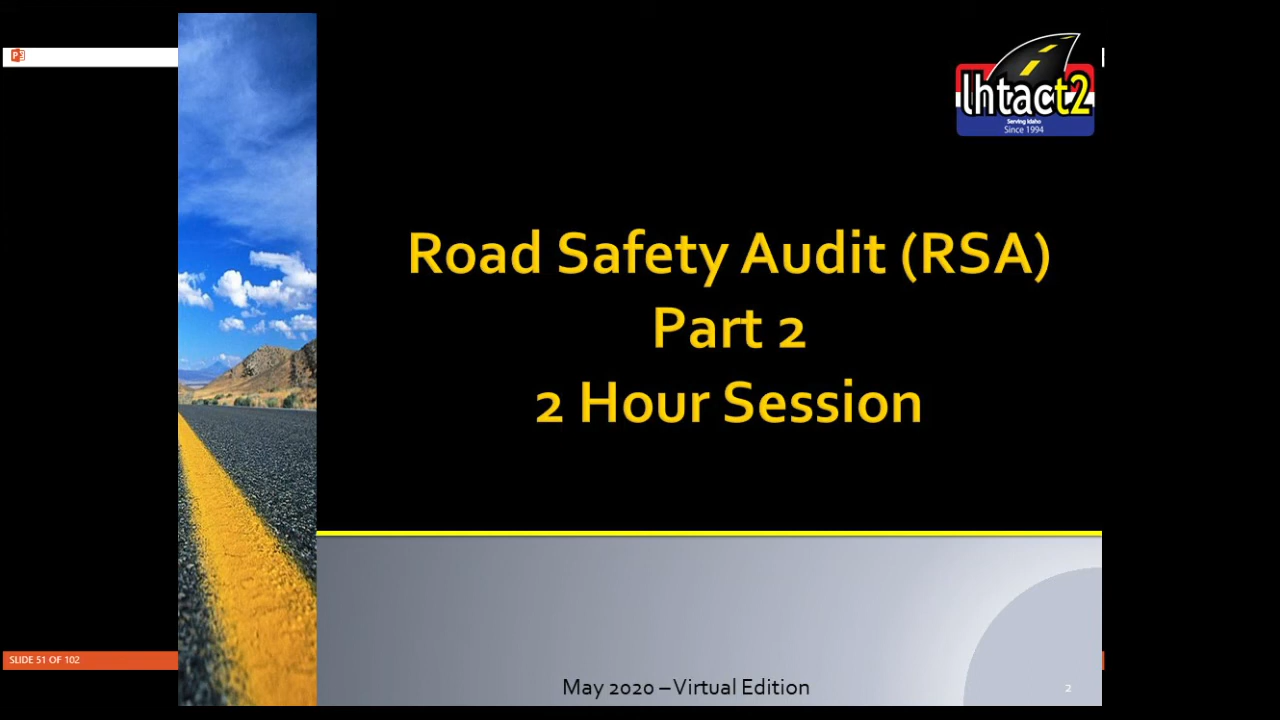 lhtact2
Serving Idaho
Since 1994
Road Safety Audit (RSA)
Part 2
2 Hour Session
SLIDE 51 OF 102
May 2020 – Virtual Edition
2